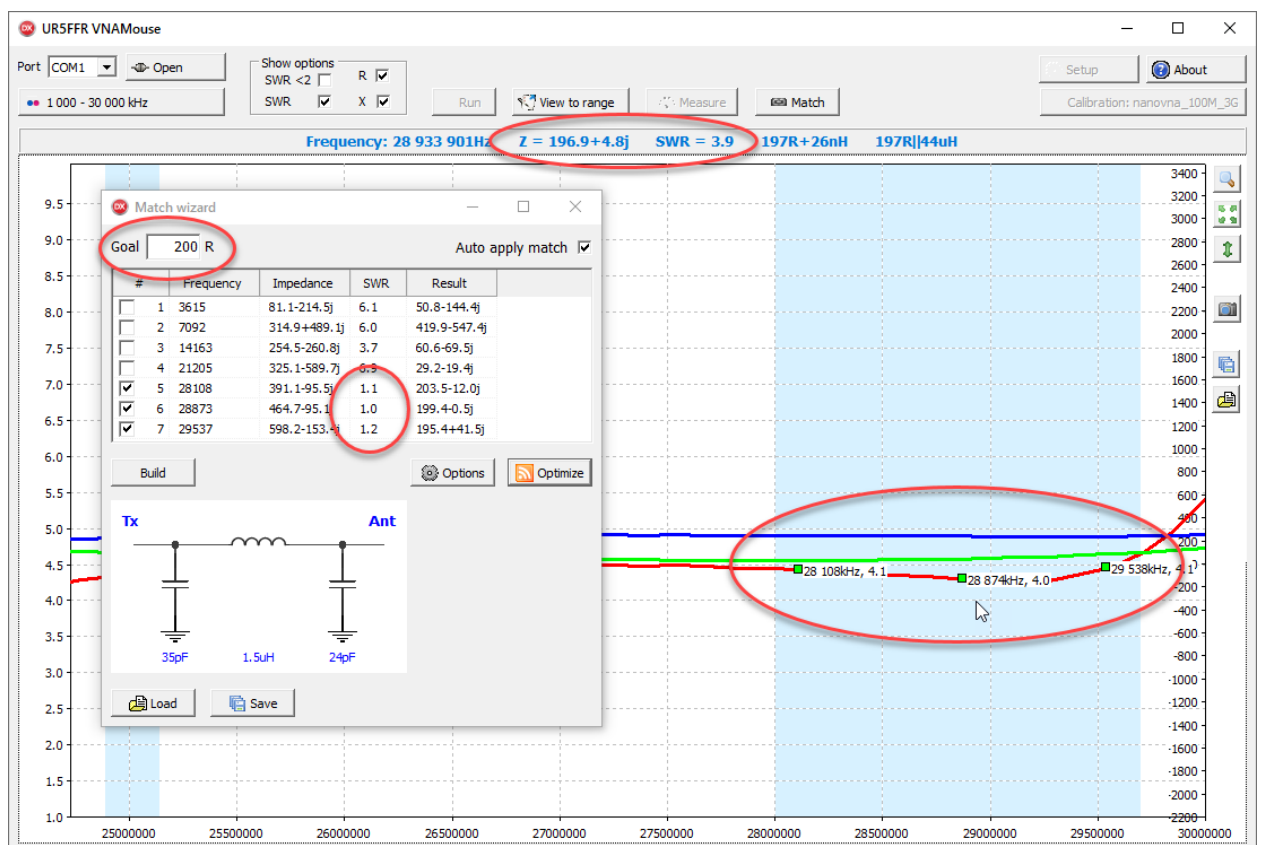 UR5FFR VNAMouse
Port COM1 Open
Show options
SWR <2 R
SWR X
Setup About
1 000 - 30 000 kHz Run View to range Measure Match Calibration: nanovna_100M_3G
Frequency: 28 933 901Hz Z = 196.9+4.8j SWR = 3.9 197R+26nH 197R||44uH
Match wizard
Goal 200 R Auto apply match
# Frequency Impedance SWR Result
1 3615 81.1-214.5j 6.1 50.8-144.4j
2 7092 314.9+489.1j 6.0 419.9-547.4j
3 14163 254.5-260.8j 3.7 60.6-69.5j
4 21205 325.1-589.7j 6.9 29.2-19.4j
5 28108 391.1-95.5j 1.1 203.5-12.0j
6 28873 464.7-95.1 1.0 199.4-0.5j
7 29537 598.2-153.4j 1.2 195.4+41.5j
Build Options Optimize
Tx Ant
35pF 1.5uH 24pF
Load Save
9.5
9.0
8.5
8.0
7.5
7.0
6.5
6.0
5.5
5.0
4.5
4.0
3.5
3.0
2.5
2.0
1.5
1.0
28 108kHz, 4.1
28 874kHz, 4.0
29 538kHz, 4.1
3400
3200
3000
2800
2600
2400
2200
2000
1800
1600
1400
1200
1000
800
600
400
200
-200
-400
-600
-800
-1000
-1200
-1400
-1600
-1800
-2000
-2200
25000000 25500000 26000000 26500000 27000000 27500000 28000000 28500000 29000000 29500000 30000000